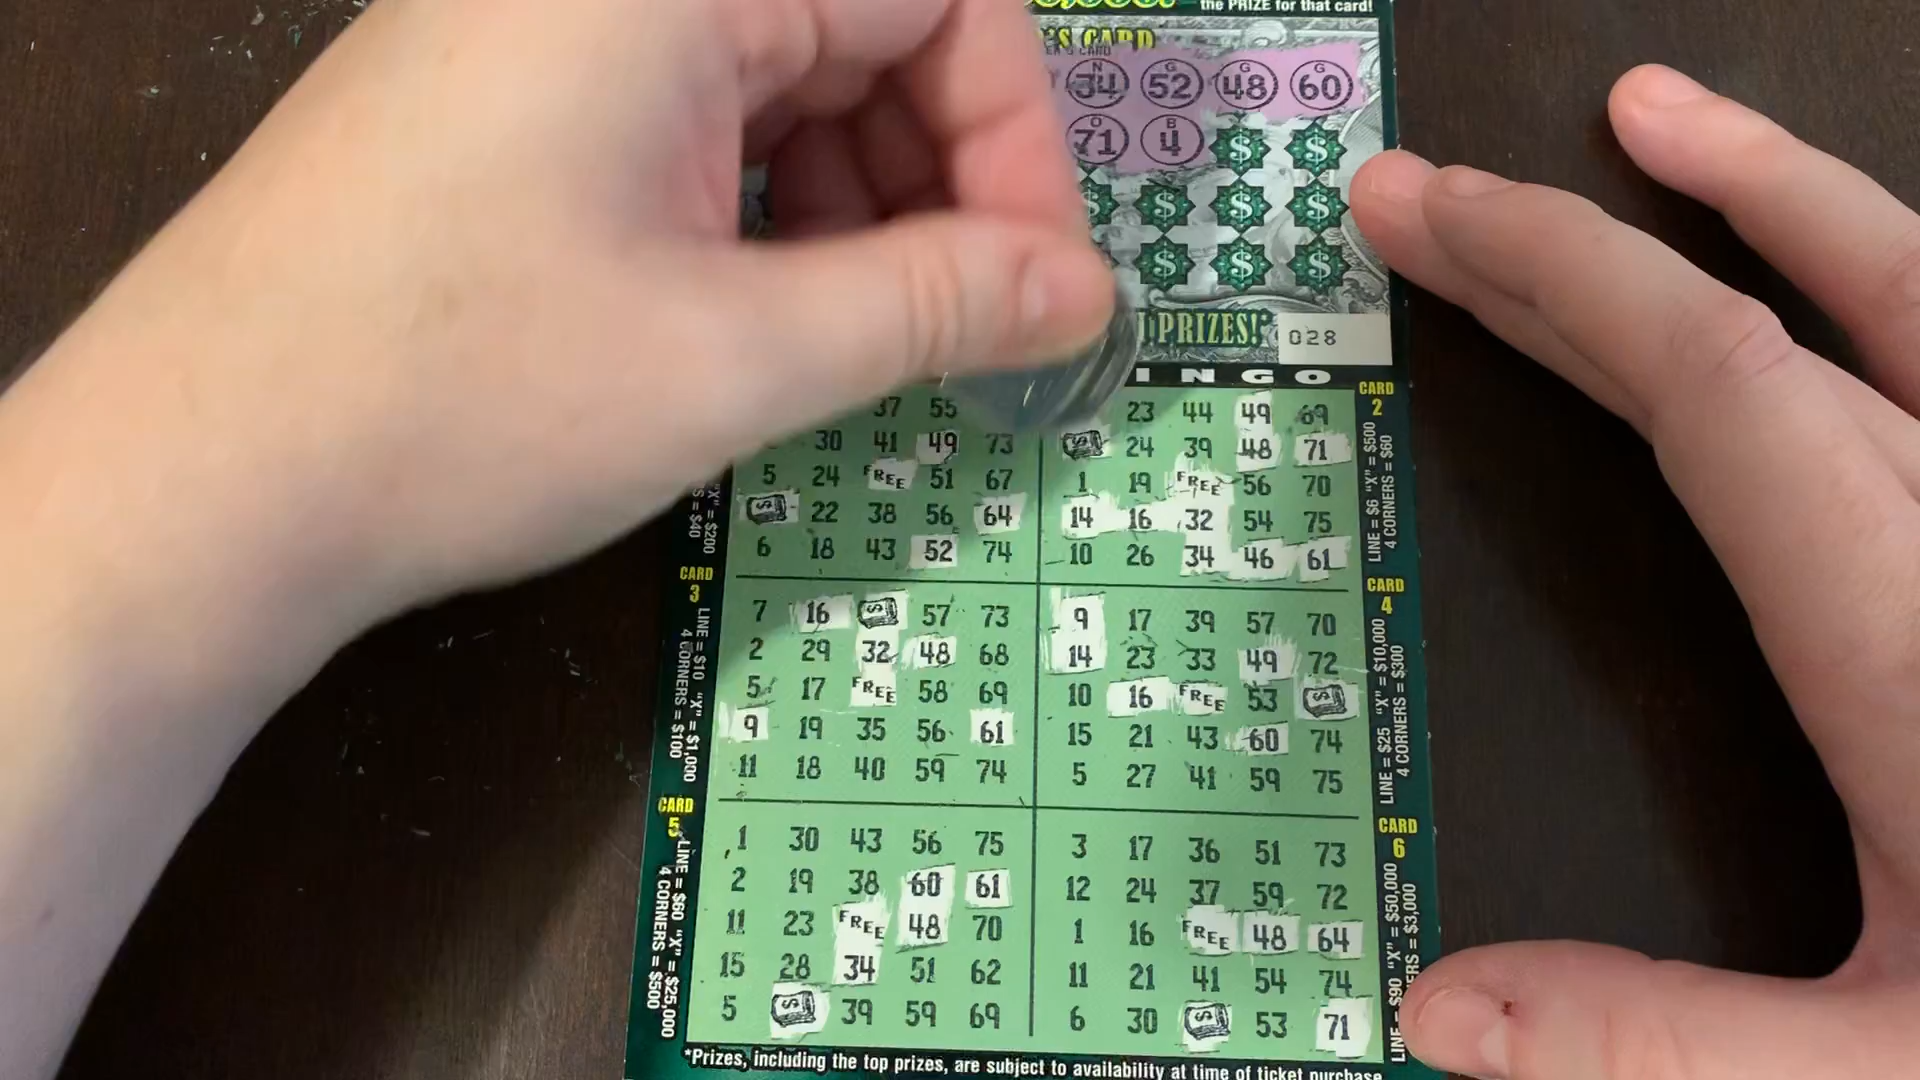 the PRIZE for that card!
'S CARD
N G G G
34 52 48 60
O B
71 4 $ $
$ $ $ $
$ $ $
PRIZES!* 028
I N G O
CARD 2
LINE = $6 "X" = $500
4 CORNERS = $60
37 55
30 41 49 73
5 24 FREE 51 67
22 38 56 64
6 18 43 52 74
23 44 49 69
24 39 48 71
1 19 FREE 56 70
14 16 32 54 75
10 26 34 46 61
CARD 3
LINE = $10 "X" = $1,000
4 CORNERS = $100
7 16 $ 57 73
2 29 32 48 68
5 17 FREE 58 69
9 19 35 56 61
11 18 40 59 74
CARD 4
LINE = $25 "X" = $10,000
4 CORNERS = $300
9 17 39 57 70
14 23 33 49 72
10 16 FREE 53 $
15 21 43 60 74
5 27 41 59 75
CARD 5
LINE = $60 "X" = $25,000
4 CORNERS = $500
1 30 43 56 75
2 19 38 60 61
11 23 FREE 48 70
15 28 34 51 62
5 $ 39 59 69
CARD 6
LINE = $90 "X" = $50,000
ERS = $3,000
3 17 36 51 73
12 24 37 59 72
1 16 FREE 48 64
11 21 41 54 74
6 30 $ 53 71
*Prizes, including the top prizes, are subject to availability at time of ticket purchase